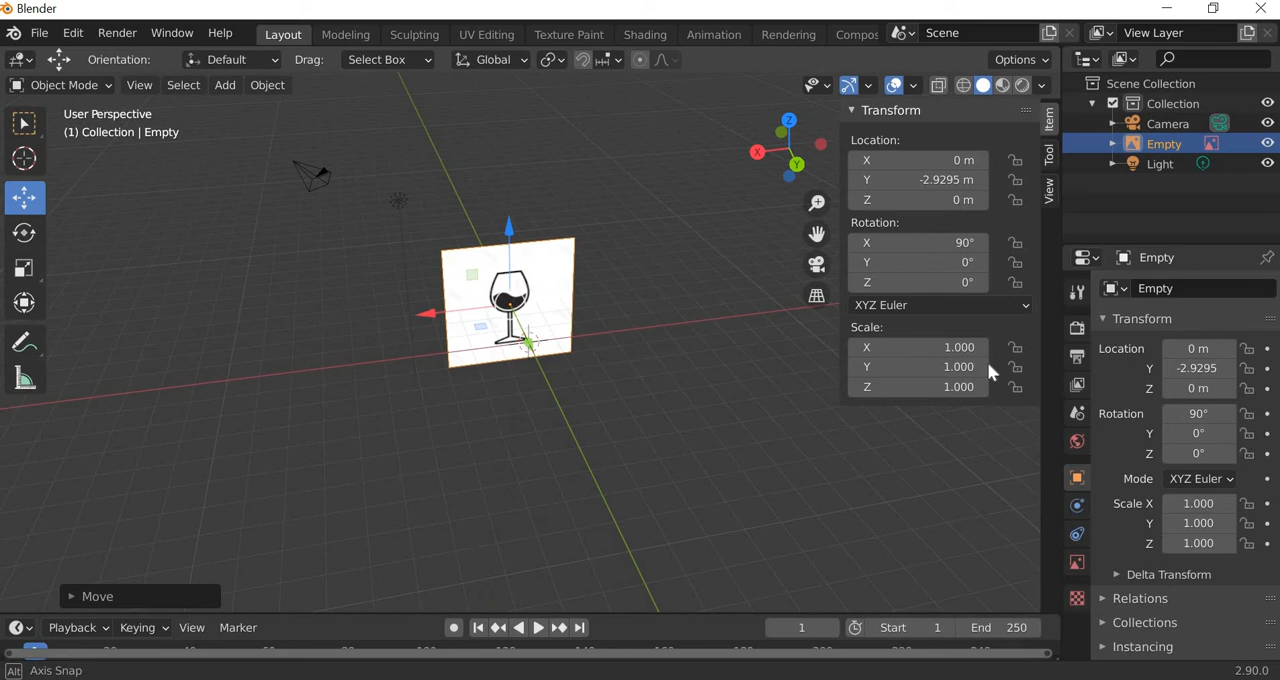 Blender
File Edit Render Window Help Layout Modeling Sculpting UV Editing Texture Paint Shading Animation Rendering Compos Scene View Layer
Orientation: Default Drag: Select Box Global Options
Object Mode View Select Add Object
User Perspective
(1) Collection | Empty
Z
X
Y
Transform
Location:
X 0 m
Y -2.9295 m
Z 0 m
Rotation:
X 90°
Y 0°
Z 0°
XYZ Euler
Scale:
X 1.000
Y 1.000
Z 1.000
Item
Tool
View
Scene Collection
Collection
Camera
Empty
Light
Empty
Empty
Transform
Location 0 m
Y -2.9295
Z 0 m
Rotation 90°
Y 0°
Z 0°
Mode XYZ Euler
Scale X 1.000
Y 1.000
Z 1.000
Delta Transform
Relations
Collections
Instancing
Move
Playback Keying View Marker 1 Start 1 End 250
Alt Axis Snap 2.90.0